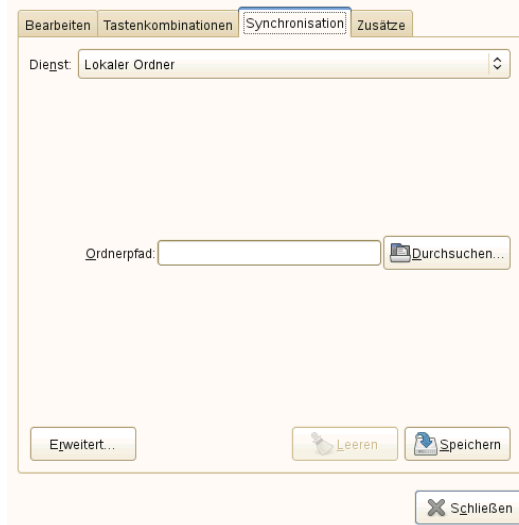 Bearbeiten Tastenkombinationen Synchronisation Zusätze
Dienst: Lokaler Ordner
Ordnerpfad: Durchsuchen...
Erweitert... Leeren Speichern
Schließen